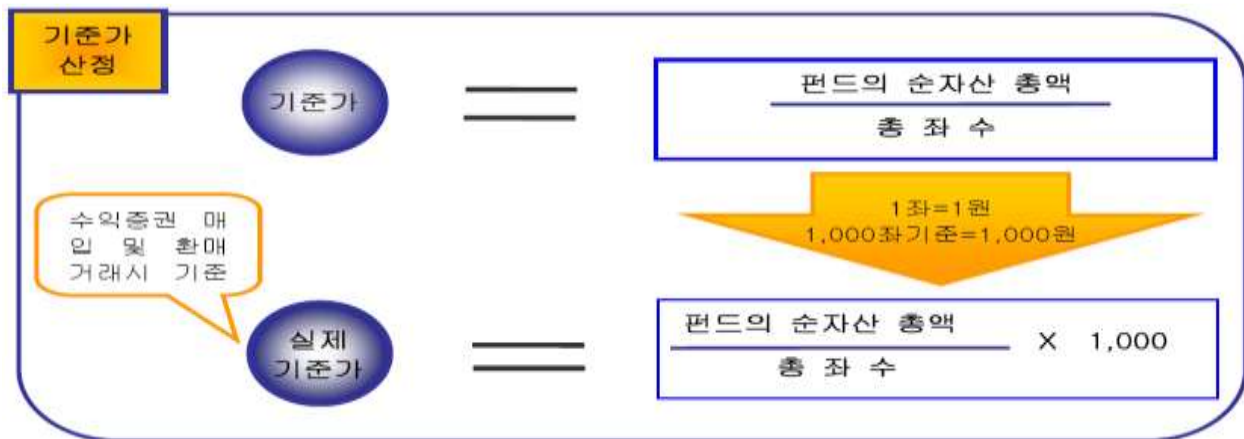 기준가
산정
기준가
펀드의 순자산 총액
총 좌 수
1좌=1원
1,000좌기준=1,000원
수익증권 매
입 및 환매
거래시 기준
실제
기준가
펀드의 순자산 총액
총 좌 수
X 1,000